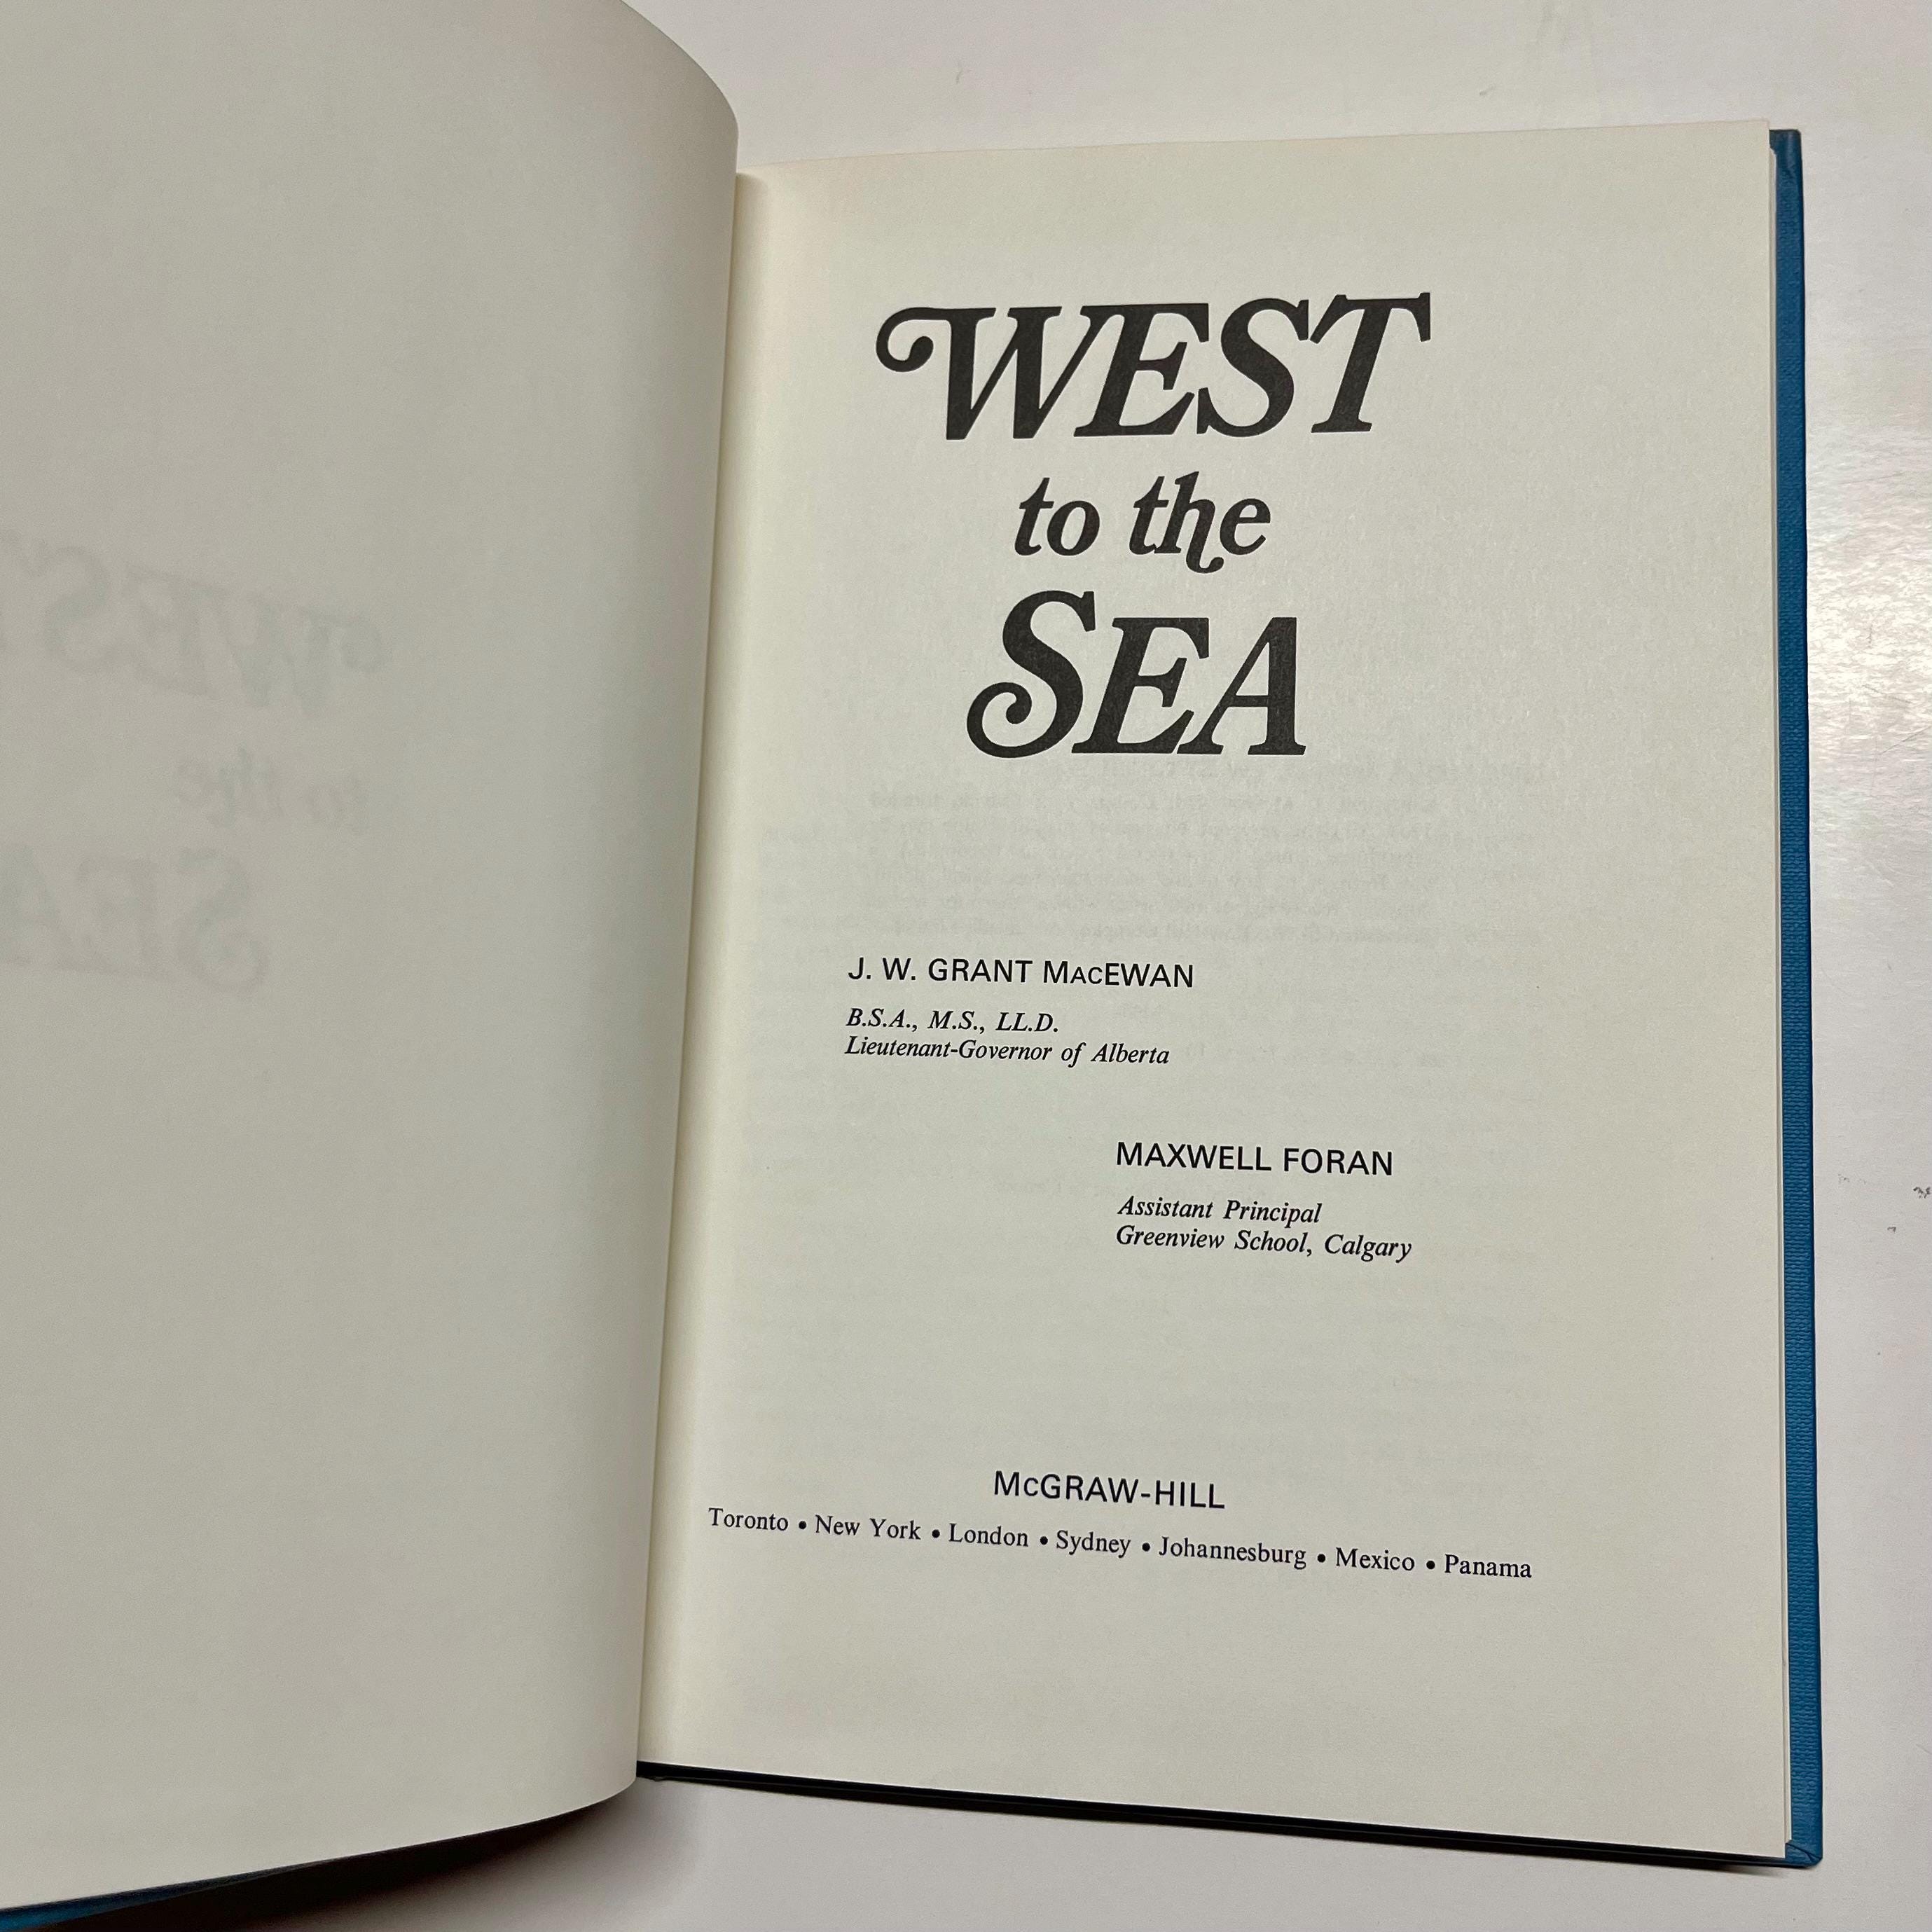 WEST
to the
SEA
J. W. GRANT MACEWAN
B.S.A., M.S., LL.D.
Lieutenant-Governor of Alberta
MAXWELL FORAN
Assistant Principal
Greenview School, Calgary
McGRAW-HILL
Toronto • New York • London • Sydney • Johannesburg • Mexico • Panama